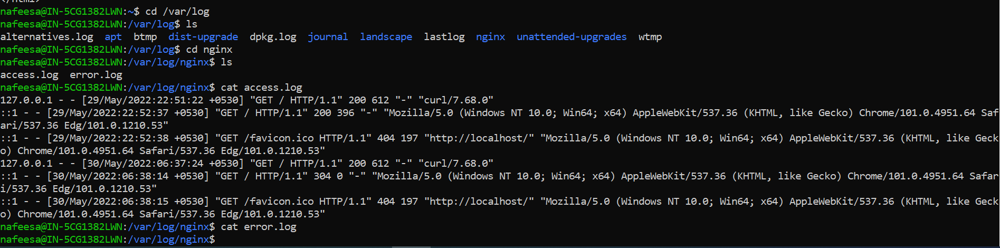 </html>
nafeesa@IN-5CG1382LWN:~$ cd /var/log
nafeesa@IN-5CG1382LWN:/var/log$ ls
alternatives.log  apt  btmp  dist-upgrade  dpkg.log  journal  landscape  lastlog  nginx  unattended-upgrades  wtmp
nafeesa@IN-5CG1382LWN:/var/log$ cd nginx
nafeesa@IN-5CG1382LWN:/var/log/nginx$ ls
access.log  error.log
nafeesa@IN-5CG1382LWN:/var/log/nginx$ cat access.log
127.0.0.1 - - [29/May/2022:22:51:22 +0530] "GET / HTTP/1.1" 200 612 "-" "curl/7.68.0"
::1 - - [29/May/2022:22:52:37 +0530] "GET / HTTP/1.1" 200 396 "-" "Mozilla/5.0 (Windows NT 10.0; Win64; x64) AppleWebKit/537.36 (KHTML, like Gecko) Chrome/101.0.4951.64 Saf
ari/537.36 Edg/101.0.1210.53"
::1 - - [29/May/2022:22:52:38 +0530] "GET /favicon.ico HTTP/1.1" 404 197 "http://localhost/" "Mozilla/5.0 (Windows NT 10.0; Win64; x64) AppleWebKit/537.36 (KHTML, like Geck
o) Chrome/101.0.4951.64 Safari/537.36 Edg/101.0.1210.53"
127.0.0.1 - - [30/May/2022:06:37:24 +0530] "GET / HTTP/1.1" 200 612 "-" "curl/7.68.0"
::1 - - [30/May/2022:06:38:14 +0530] "GET / HTTP/1.1" 304 0 "-" "Mozilla/5.0 (Windows NT 10.0; Win64; x64) AppleWebKit/537.36 (KHTML, like Gecko) Chrome/101.0.4951.64 Safar
i/537.36 Edg/101.0.1210.53"
::1 - - [30/May/2022:06:38:15 +0530] "GET /favicon.ico HTTP/1.1" 404 197 "http://localhost/" "Mozilla/5.0 (Windows NT 10.0; Win64; x64) AppleWebKit/537.36 (KHTML, like Geck
o) Chrome/101.0.4951.64 Safari/537.36 Edg/101.0.1210.53"
nafeesa@IN-5CG1382LWN:/var/log/nginx$ cat error.log
nafeesa@IN-5CG1382LWN:/var/log/nginx$